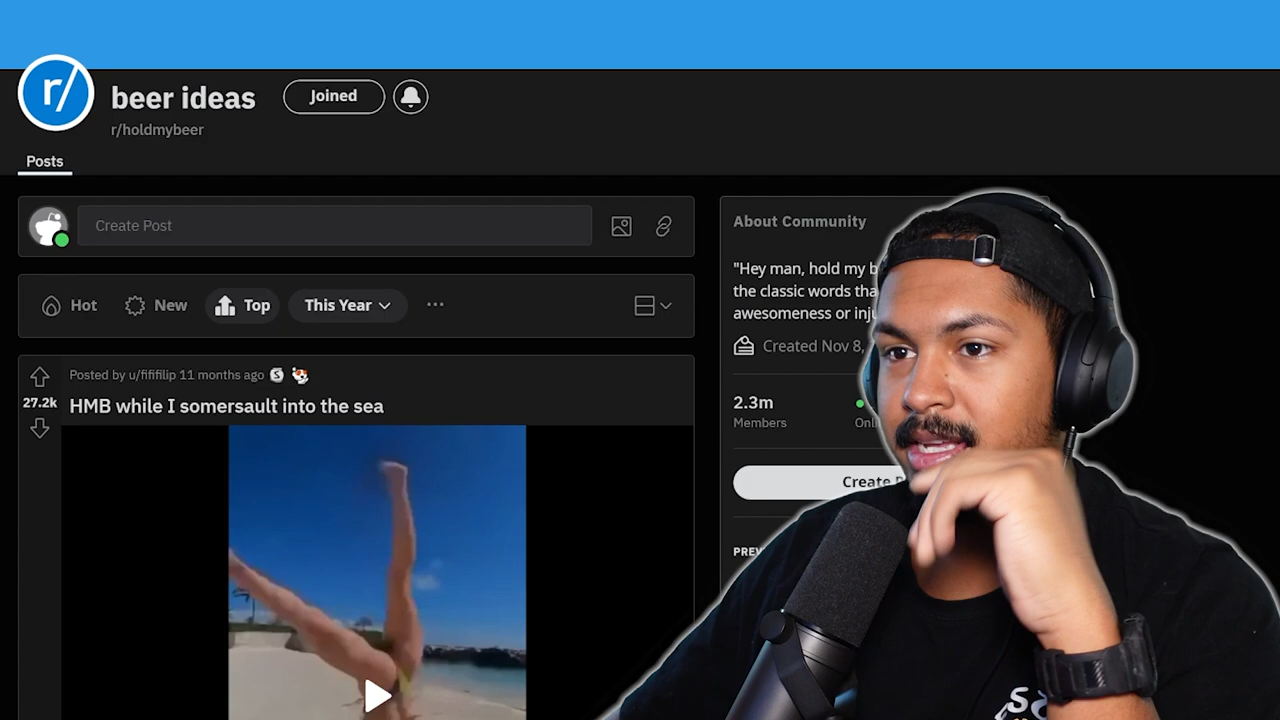 r/
beer ideas
Joined
r/holdmybeer
Posts
Create Post
Hot
New
Top
This Year
Posted by u/fifififilip 11 months ago
27.2k
HMB while I somersault into the sea
About Community
"Hey man, hold my b
the classic words tha
awesomeness or inju
Created Nov 8,
2.3m
Members
Onli
Create P
PREV